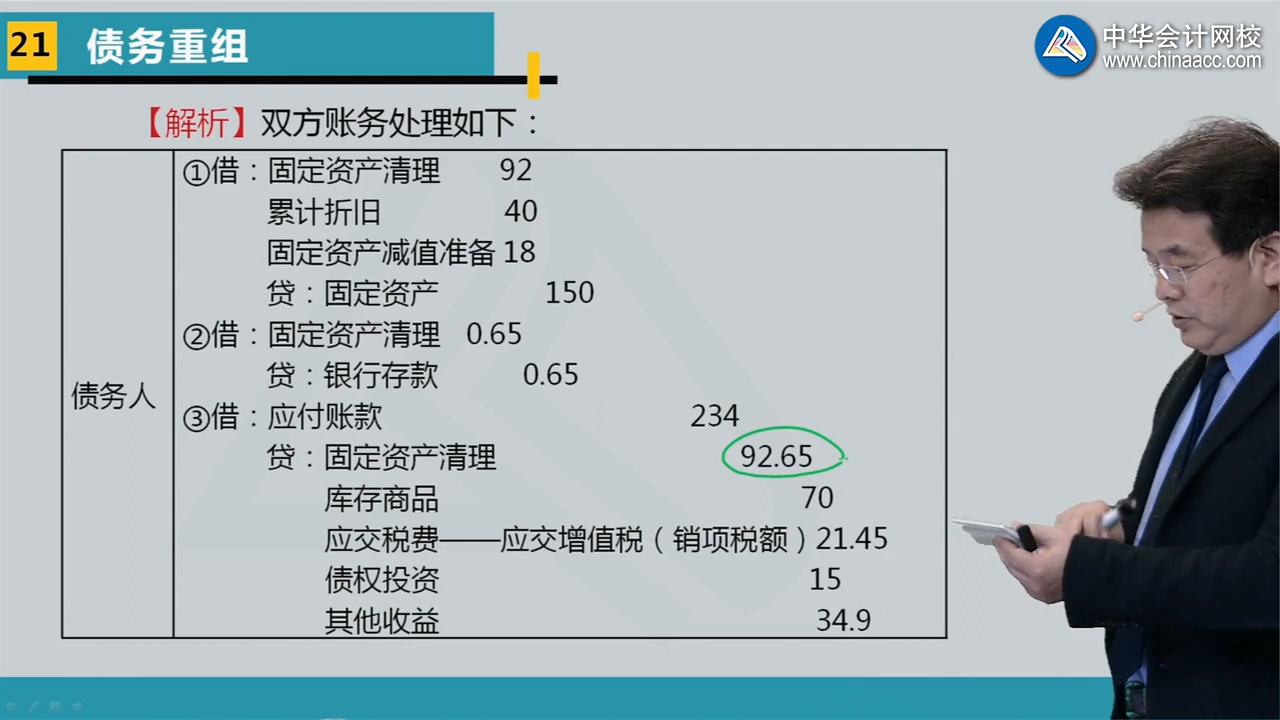 21 债务重组
中华会计网校
www.chinaacc.com
【解析】双方账务处理如下：
债务人
①借：固定资产清理 92
累计折旧 40
固定资产减值准备 18
贷：固定资产 150
②借：固定资产清理 0.65
贷：银行存款 0.65
③借：应付账款 234
贷：固定资产清理 92.65
库存商品 70
应交税费——应交增值税（销项税额）21.45
债权投资 15
其他收益 34.9